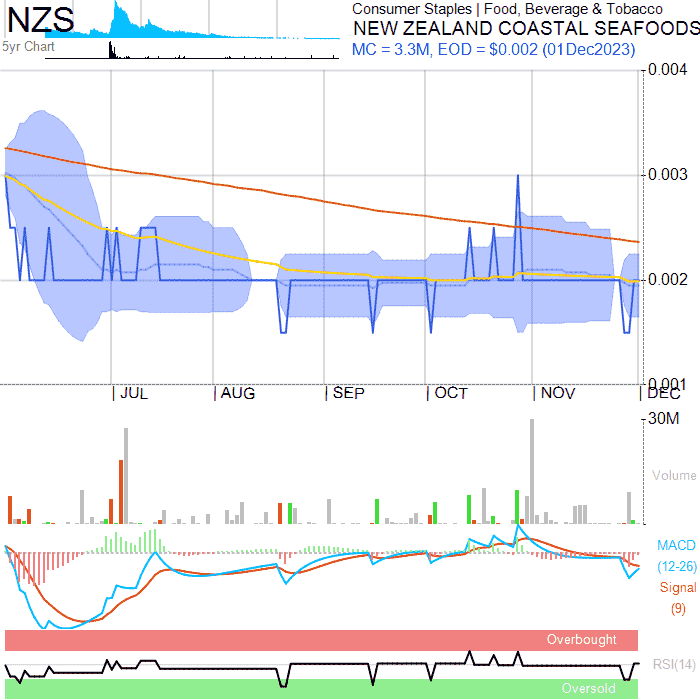 NZS
Consumer Staples | Food, Beverage & Tobacco
NEW ZEALAND COASTAL SEAFOODS
5yr Chart
MC = 3.3M, EOD = $0.002 (01Dec2023)
0.004
0.003
0.002
0.001
JUL AUG SEP OCT NOV DEC
30M
Volume
MACD
(12-26)
Signal
(9)
Overbought
RSI(14)
Oversold